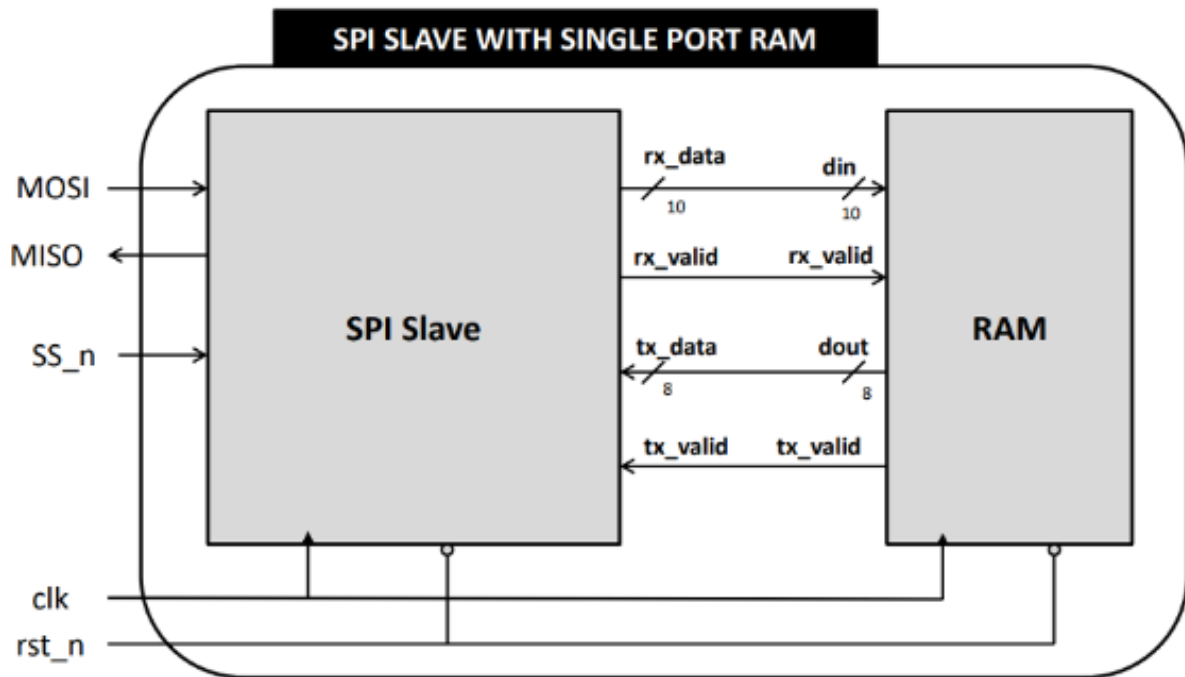 SPI SLAVE WITH SINGLE PORT RAM
MOSI
MISO
SS_n
clk
rst_n
SPI Slave
rx_data
10
din
10
rx_valid
rx_valid
tx_data
8
dout
8
tx_valid
tx_valid
RAM